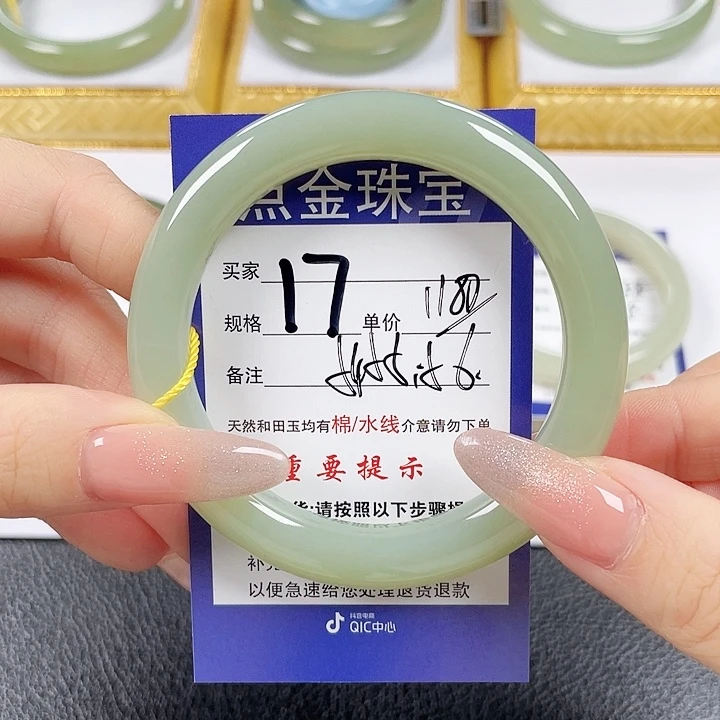 点金珠宝
买家
17
规格 单价 1180
备注
天然和田玉均有棉/水线介意请勿下单
重要提示
请按照以下步骤
以便急速给您处理退货退款
抖音电商
QIC中心